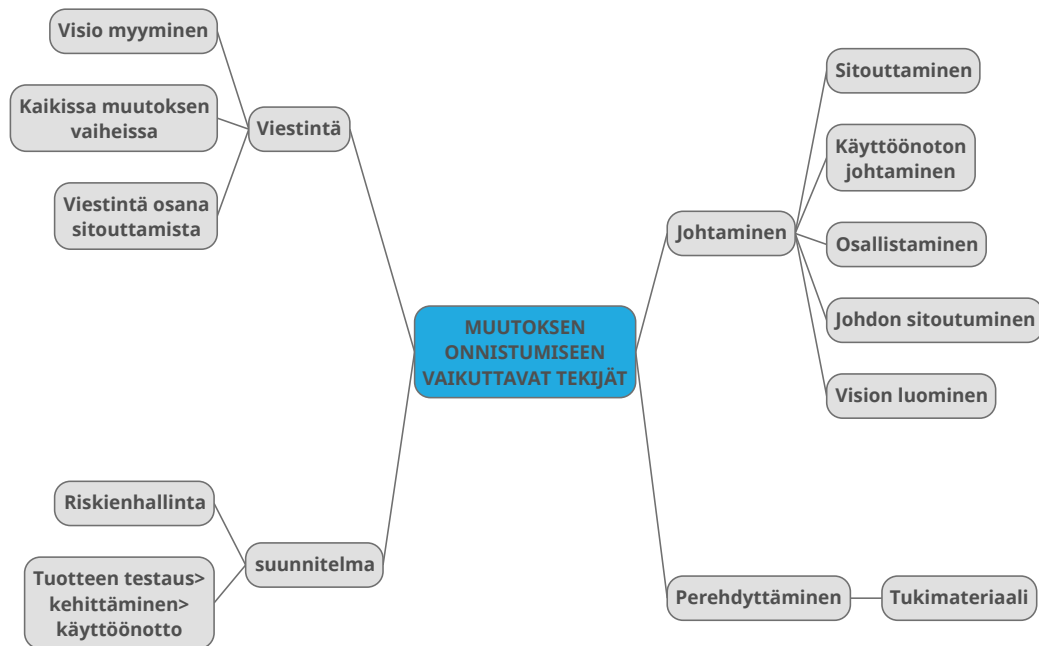 Visio myyminen
Kaikissa muutoksen
vaiheissa
Viestintä osana
sitouttamista
Viestintä
MUUTOKSEN
ONNISTUMISEEN
VAIKUTTAVAT TEKIJÄT
Johtaminen
Sitouttaminen
Käyttöönoton
johtaminen
Osallistaminen
Johdon sitoutuminen
Vision luominen
Riskienhallinta
Tuotteen testaus>
kehittäminen>
käyttöönotto
suunnitelma
Perehdyttäminen
Tukimateriaali